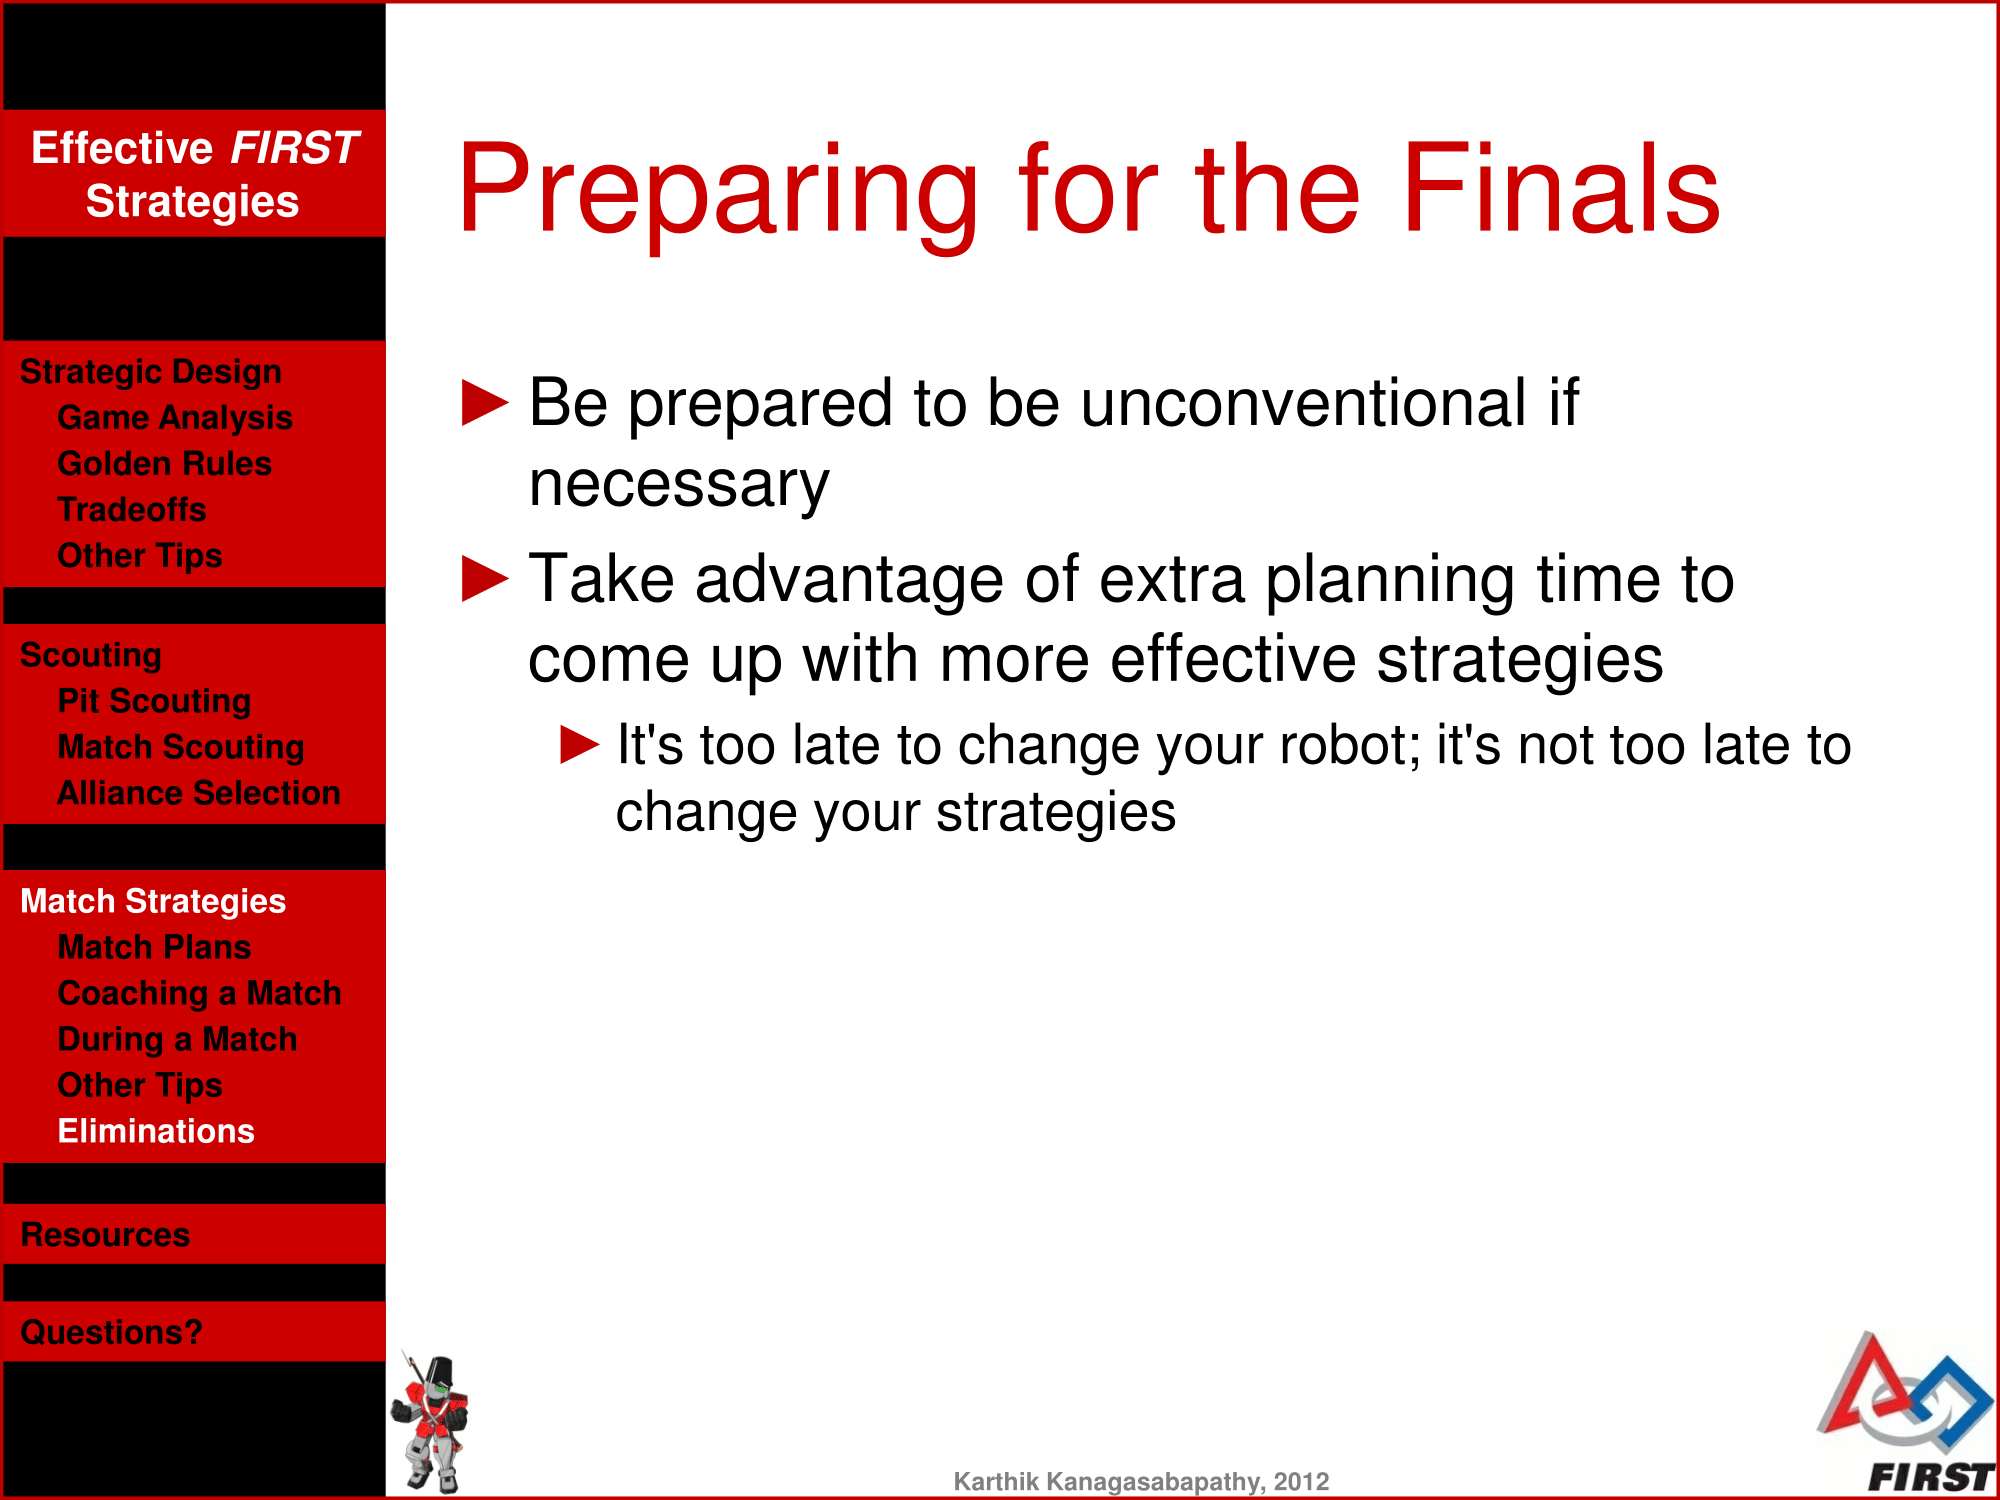 Effective FIRST
Strategies
Strategic Design
Game Analysis
Golden Rules
Tradeoffs
Other Tips
Scouting
Pit Scouting
Match Scouting
Alliance Selection
Match Strategies
Match Plans
Coaching a Match
During a Match
Other Tips
Eliminations
Resources
Questions?
Preparing for the Finals
Be prepared to be unconventional if
necessary
Take advantage of extra planning time to
come up with more effective strategies
It's too late to change your robot; it's not too late to
change your strategies
Karthik Kanagasabapathy, 2012
FIRST